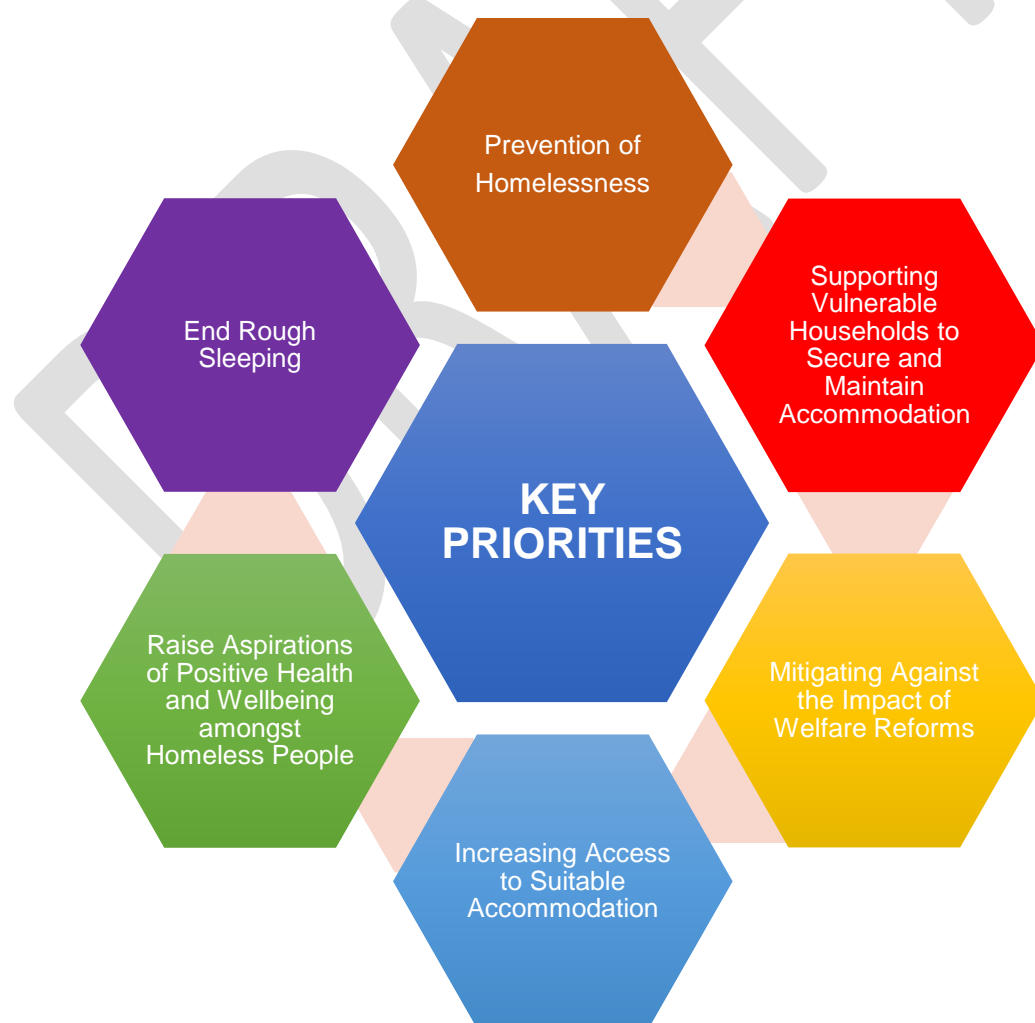 Prevention of
Homelessness
Supporting
Vulnerable
Households to
Secure and
Maintain
Accommodation
End Rough
Sleeping
KEY
PRIORITIES
Raise Aspirations
of Positive Health
and Wellbeing
amongst
Homeless People
Mitigating Against
the Impact of
Welfare Reforms
Increasing Access
to Suitable
Accommodation